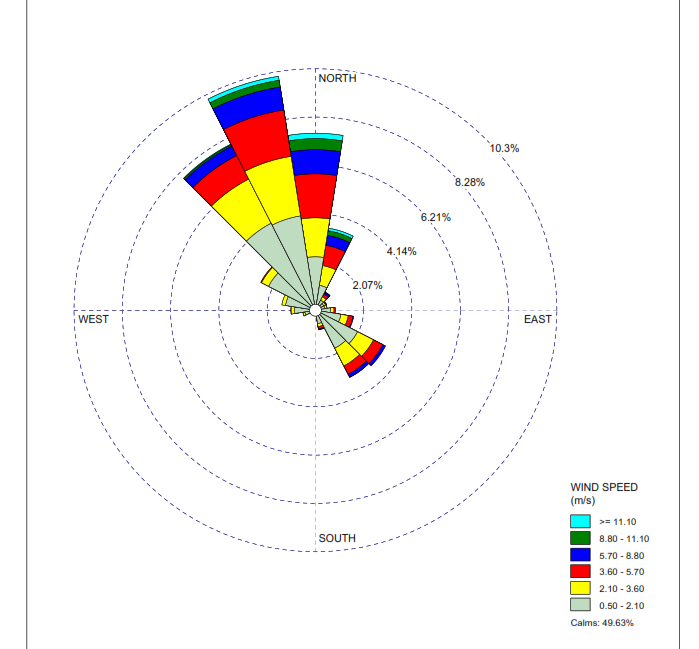 NORTH
10.3%
8.28%
6.21%
4.14%
2.07%
WEST
EAST
SOUTH
WIND SPEED
(m/s)
>= 11.10
8.80 - 11.10
5.70 - 8.80
3.60 - 5.70
2.10 - 3.60
0.50 - 2.10
Calms: 49.63%